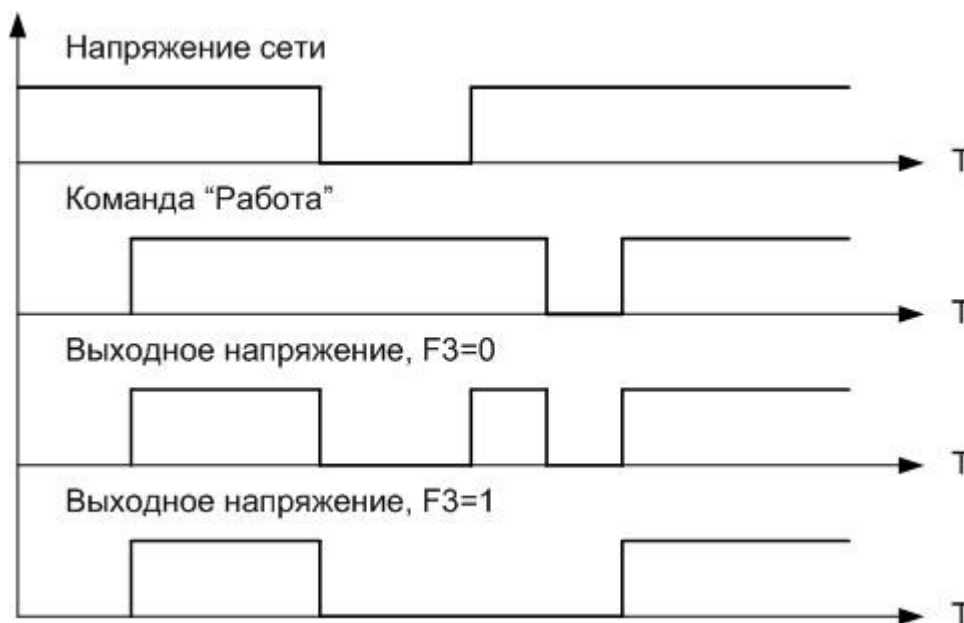 Напряжение сети
T
Команда “Работа”
T
Выходное напряжение, F3=0
T
Выходное напряжение, F3=1
T